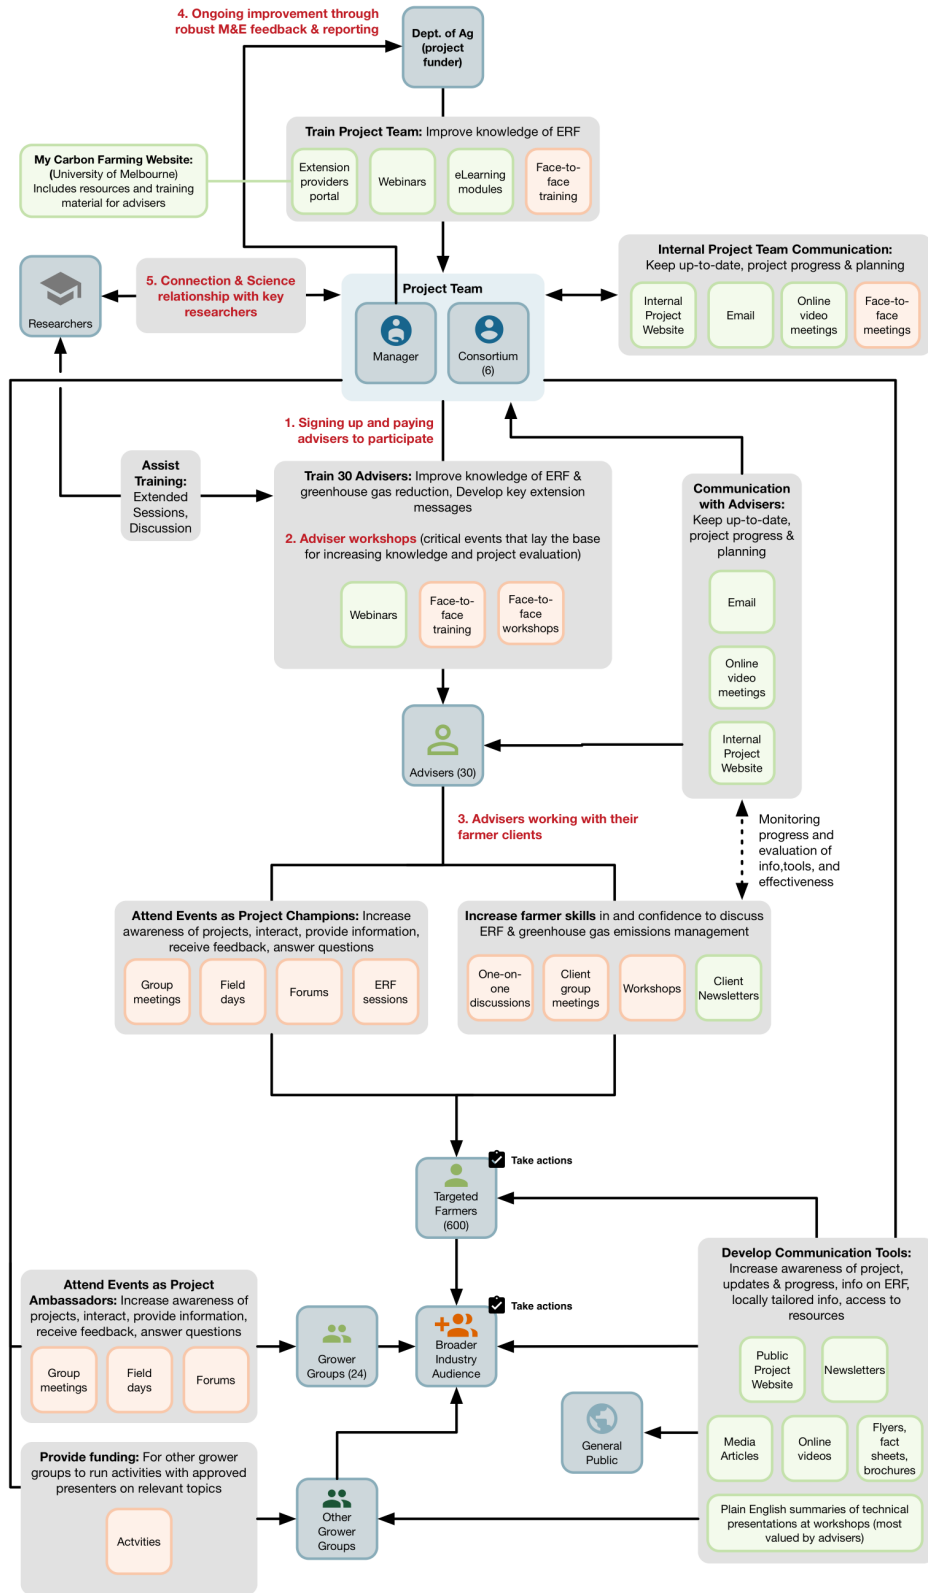 4. Ongoing improvement through
robust M&E feedback & reporting
Dept. of Ag
(project
funder)
Train Project Team: Improve knowledge of ERF
Extension
providers
portal
Webinars
eLearning
modules
Face-to-
face
training
My Carbon Farming Website:
(University of Melbourne)
Includes resources and training
material for advisers
Researchers
5. Connection & Science
relationship with key
researchers
Project Team
Manager
Consortium
(6)
Internal Project Team Communication:
Keep up-to-date, project progress & planning
Internal
Project
Website
Email
Online
video
meetings
Face-to-
face
meetings
1. Signing up and paying
advisers to participate
Assist
Training:
Extended
Sessions,
Discussion
Train 30 Advisers: Improve knowledge of ERF &
greenhouse gas reduction, Develop key extension
messages
2. Adviser workshops (critical events that lay the base
for increasing knowledge and project evaluation)
Webinars
Face-to-
face
training
Face-to-
face
workshops
Communication
with Advisers:
Keep up-to-date,
project progress &
planning
Email
Online
video
meetings
Internal
Project
Website
Advisers (30)
3. Advisers working with their
farmer clients
Monitoring
progress and
evaluation of
info,tools, and
effectiveness
Attend Events as Project Champions: Increase
awareness of projects, interact, provide information,
receive feedback, answer questions
Group
meetings
Field
days
Forums
ERF
sessions
Increase farmer skills in and confidence to discuss
ERF & greenhouse gas emissions management
One-on-
one
discussions
Client
group
meetings
Workshops
Client
Newsletters
Take actions
Targeted
Farmers
(600)
Attend Events as Project
Ambassadors: Increase awareness of
projects, interact, provide information,
receive feedback, answer questions
Group
meetings
Field
days
Forums
Grower
Groups (24)
Take actions
Broader
Industry
Audience
Develop Communication Tools:
Increase awareness of project,
updates & progress, info on ERF,
locally tailored info, access to
resources
Public
Project
Website
Newsletters
Media
Articles
Online
videos
Flyers,
fact
sheets,
brochures
Plain English summaries of technical
presentations at workshops (most
valued by advisers)
General
Public
Provide funding: For other grower
groups to run activities with approved
presenters on relevant topics
Actvities
Other
Grower
Groups